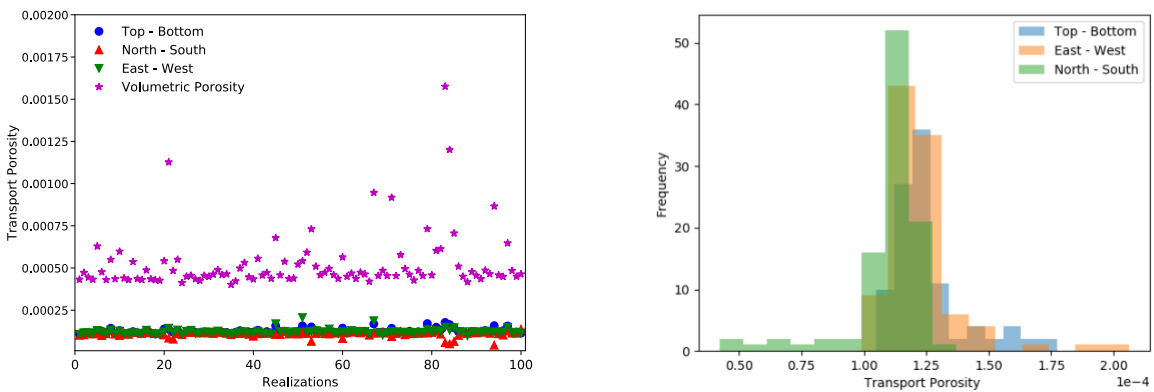 0.00200
0.00175
0.00150
0.00125
0.00100
0.00075
0.00050
0.00025
Transport Porosity
Top - Bottom
North - South
East - West
Volumetric Porosity
0 20 40 60 80 100
Realizations
50
40
30
20
10
0
Frequency
Top - Bottom
East - West
North - South
0.50 0.75 1.00 1.25 1.50 1.75 2.00
1e−4
Transport Porosity